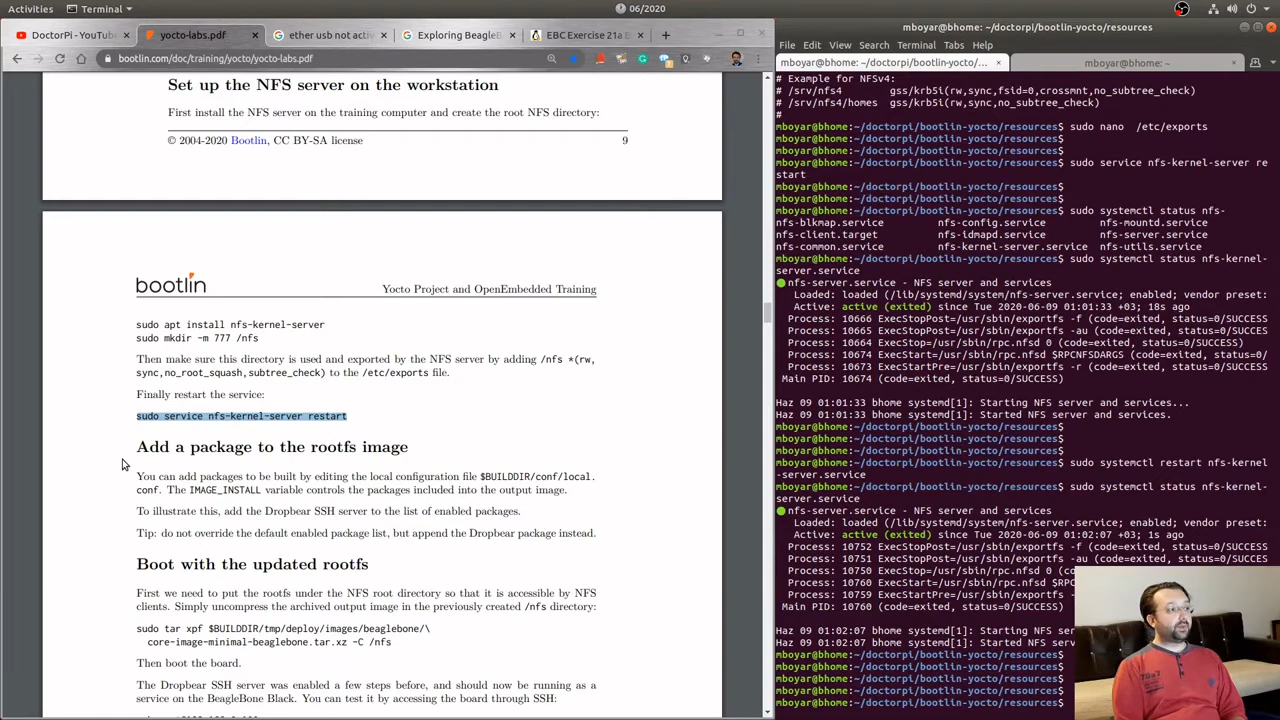 Activities
Terminal
06/2020
DoctorPi - YouTub
yocto-labs.pdf
ether usb not activ
Exploring BeagleB
EBC Exercise 21a B
bootlin.com/doc/training/yocto/yocto-labs.pdf
Set up the NFS server on the workstation
First install the NFS server on the training computer and create the root NFS directory:
© 2004-2020 Bootlin, CC BY-SA license
9
bootlin
Yocto Project and OpenEmbedded Training
sudo apt install nfs-kernel-server
sudo mkdir -m 777 /nfs
Then make sure this directory is used and exported by the NFS server by adding /nfs *(rw,
sync,no_root_squash,subtree_check) to the /etc/exports file.
Finally restart the service:
sudo service nfs-kernel-server restart
Add a package to the rootfs image
You can add packages to be built by editing the local configuration file $BUILDDIR/conf/local.
conf. The IMAGE_INSTALL variable controls the packages included into the output image.
To illustrate this, add the Dropbear SSH server to the list of enabled packages.
Tip: do not override the default enabled package list, but append the Dropbear package instead.
Boot with the updated rootfs
First we need to put the rootfs under the NFS root directory so that it is accessible by NFS
clients. Simply uncompress the archived output image in the previously created /nfs directory:
sudo tar xpf $BUILDDIR/tmp/deploy/images/beaglebone/\
core-image-minimal-beaglebone.tar.xz -C /nfs
Then boot the board.
The Dropbear SSH server was enabled a few steps before, and should now be running as a
service on the BeagleBone Black. You can test it by accessing the board through SSH:
mboyar@bhome: ~/doctorpi/bootlin-yocto/resources
File Edit View Search Terminal Tabs Help
mboyar@bhome: ~/doctorpi/bootlin-yocto/...
mboyar@bhome: ~
# Example for NFSv4:
# /srv/nfs4 gss/krb5i(rw,sync,fsid=0,crossmnt,no_subtree_check)
# /srv/nfs4/homes gss/krb5i(rw,sync,no_subtree_check)
#
mboyar@bhome:~/doctorpi/bootlin-yocto/resources$ sudo nano /etc/exports
mboyar@bhome:~/doctorpi/bootlin-yocto/resources$
mboyar@bhome:~/doctorpi/bootlin-yocto/resources$
mboyar@bhome:~/doctorpi/bootlin-yocto/resources$ sudo service nfs-kernel-server re
start
mboyar@bhome:~/doctorpi/bootlin-yocto/resources$
mboyar@bhome:~/doctorpi/bootlin-yocto/resources$
mboyar@bhome:~/doctorpi/bootlin-yocto/resources$ sudo systemctl status nfs-
nfs-blkmap.service nfs-config.service nfs-mountd.service
nfs-client.target nfs-idmapd.service nfs-server.service
nfs-common.service nfs-kernel-server.service nfs-utils.service
mboyar@bhome:~/doctorpi/bootlin-yocto/resources$ sudo systemctl status nfs-kernel-
server.service
● nfs-server.service - NFS server and services
Loaded: loaded (/lib/systemd/system/nfs-server.service; enabled; vendor preset:
Active: active (exited) since Tue 2020-06-09 01:01:33 +03; 18s ago
Process: 10666 ExecStopPost=/usr/sbin/exportfs -f (code=exited, status=0/SUCCESS
Process: 10665 ExecStopPost=/usr/sbin/exportfs -au (code=exited, status=0/SUCCES
Process: 10663 ExecStop=/usr/sbin/rpc.nfsd 0 (code=exited, status=0/SUCCESS)
Process: 10674 ExecStart=/usr/sbin/rpc.nfsd $RPCNFSDARGS (code=exited, status=0/
Process: 10673 ExecStartPre=/usr/sbin/exportfs -r (code=exited, status=0/SUCCESS
Main PID: 10674 (code=exited, status=0/SUCCESS)
Haz 09 01:01:33 bhome systemd[1]: Starting NFS server and services...
Haz 09 01:01:33 bhome systemd[1]: Started NFS server and services.
mboyar@bhome:~/doctorpi/bootlin-yocto/resources$
mboyar@bhome:~/doctorpi/bootlin-yocto/resources$
mboyar@bhome:~/doctorpi/bootlin-yocto/resources$
mboyar@bhome:~/doctorpi/bootlin-yocto/resources$ sudo systemctl restart nfs-kernel
-server.service
mboyar@bhome:~/doctorpi/bootlin-yocto/resources$ sudo systemctl status nfs-kernel-
server.service
● nfs-server.service - NFS server and services
Loaded: loaded (/lib/systemd/system/nfs-server.service; enabled; vendor preset:
Active: active (exited) since Tue 2020-06-09 01:02:07 +03; 1s ago
Process: 10752 ExecStopPost=/usr/sbin/exportfs -f (code=exited, status=0/SUCCESS
Process: 10751 ExecStopPost=/usr/sbin/exportfs -au (code=exited, status=0/SUCCES
Process: 10750 ExecStop=/usr/sbin/rpc.nfsd 0 (co
Process: 10760 ExecStart=/usr/sbin/rpc.nfsd $RP
Process: 10759 ExecStartPre=/usr/sbin/exportfs
Main PID: 10760 (code=exited, status=0/SUCCESS)
Haz 09 01:02:07 bhome systemd[1]: Starting NFS se
Haz 09 01:02:07 bhome systemd[1]: Started NFS serv
mboyar@bhome:~/doctorpi/bootlin-yocto/resources$
mboyar@bhome:~/doctorpi/bootlin-yocto/resources$
mboyar@bhome:~/doctorpi/bootlin-yocto/resources$
mboyar@bhome:~/doctorpi/bootlin-yocto/resources$
mboyar@bhome:~/doctorpi/bootlin-yocto/resources$